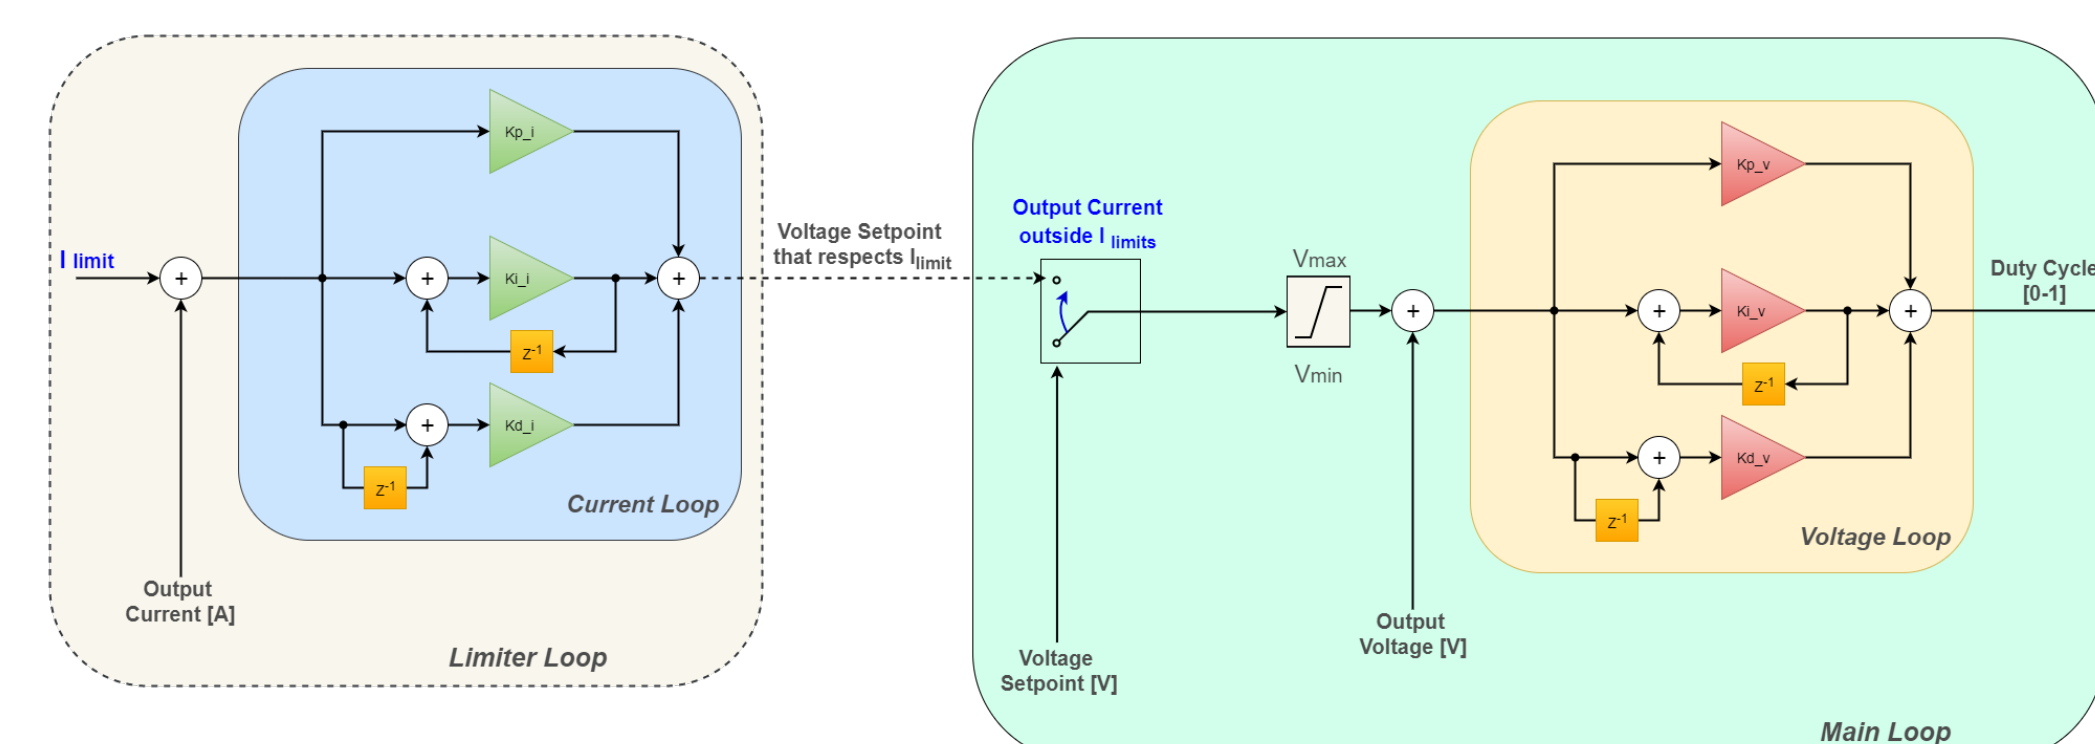 I limit
+
Output
Current [A]
Kp_i
+
Ki_i
z-1
+
Kd_i
z-1
+
Current Loop
Limiter Loop
Voltage Setpoint
that respects Ilimit
Output Current
outside I limits
Voltage
Setpoint [V]
Vmax
Vmin
+
Output
Voltage [V]
Kp_v
+
Ki_v
z-1
+
Kd_v
z-1
+
Voltage Loop
Duty Cycle
[0-1]
Main Loop